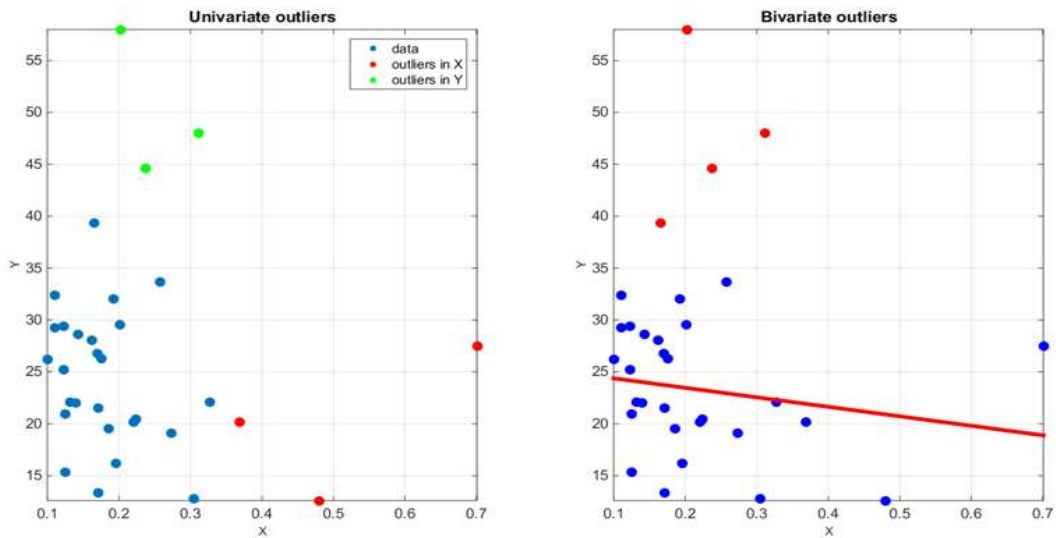 Univariate outliers
data
outliers in X
outliers in Y
55
50
45
40
35
30
25
20
15
Y
0.1 0.2 0.3 0.4 0.5 0.6 0.7
X
Bivariate outliers
55
50
45
40
35
30
25
20
15
Y
0.1 0.2 0.3 0.4 0.5 0.6 0.7
X